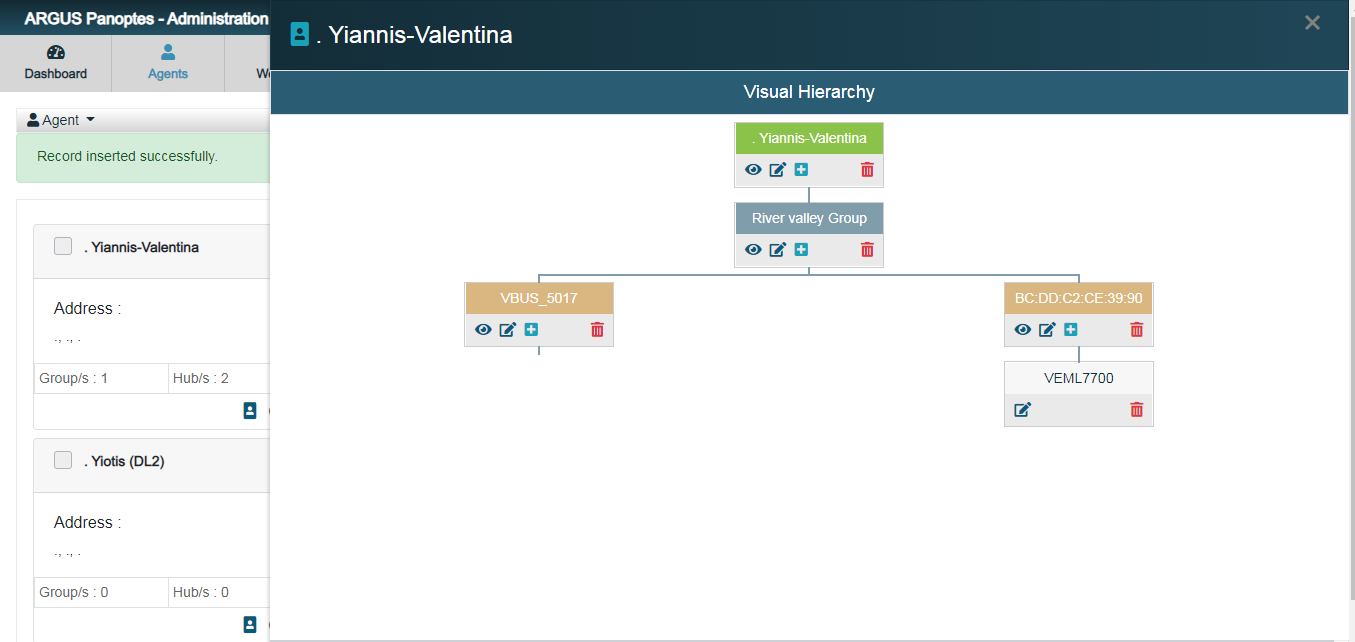 ARGUS Panoptes - Administration
Dashboard
Agents
Agent
Record inserted successfully.
. Yiannis-Valentina
Address :
., ., .
Group/s : 1
Hub/s : 2
. Yiotis (DL2)
Address :
., ., .
Group/s : 0
Hub/s : 0
. Yiannis-Valentina
×
Visual Hierarchy
. Yiannis-Valentina
River valley Group
VBUS_5017
BC:DD:C2:CE:39:90
VEML7700